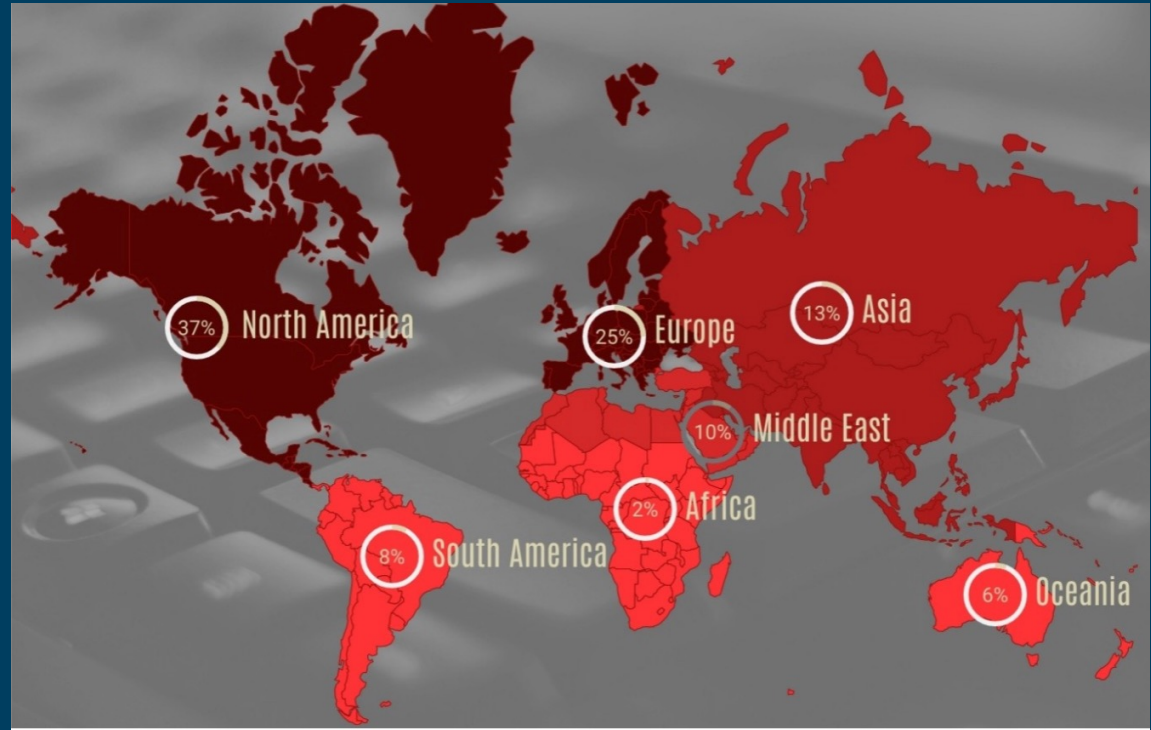 37% North America
25% Europe
13% Asia
10% Middle East
2% Africa
8% South America
6% Oceania